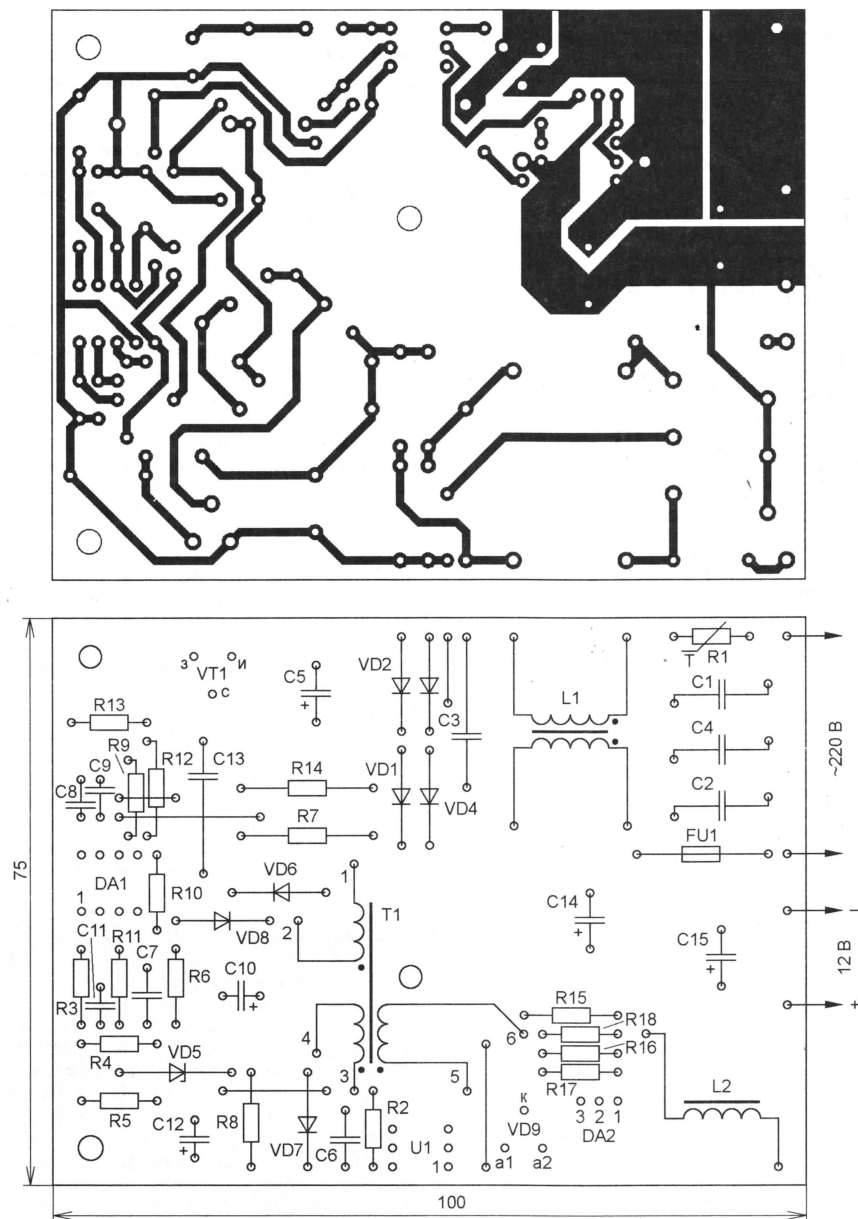 з VT1 и
с
C5
+
VD2
C3
L1
T
R1
C1
R13
R9
R12
C13
C4
C9
C8
R14
VD1
VD4
C2
~220 В
R7
FU1
75
DA1
1
R10
VD6
1
T1
C14
+
–
VD8
2
C15
+
12 В
C11
R11
C7
R3
R6
C10
+
R15
+
R18
4
6
R16
R4
VD5
R17
3
5
к
3 2 1
L2
R5
C12
+
R8
VD7
C6
R2
U1
1
VD9
а1
а2
DA2
100